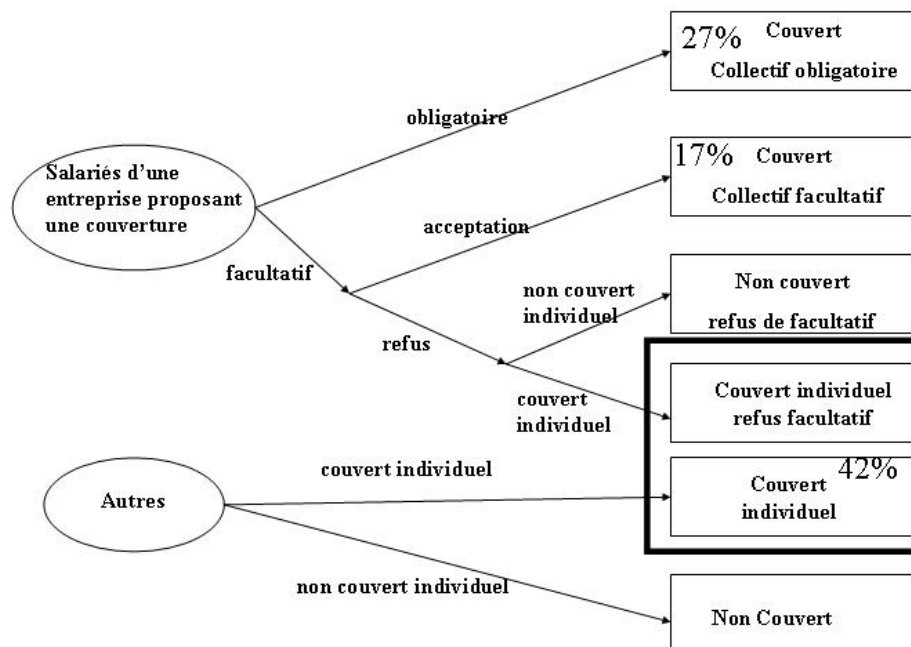 27% Couvert
Collectif obligatoire
obligatoire
Salariés d'une
entreprise proposant
une couverture
17% Couvert
Collectif facultatif
acceptation
facultatif
non couvert
individuel
Non couvert
refus de facultatif
refus
couvert
individuel
Couvert individuel
refus facultatif
couvert individuel
42%
Couvert
individuel
Autres
non couvert individuel
Non Couvert